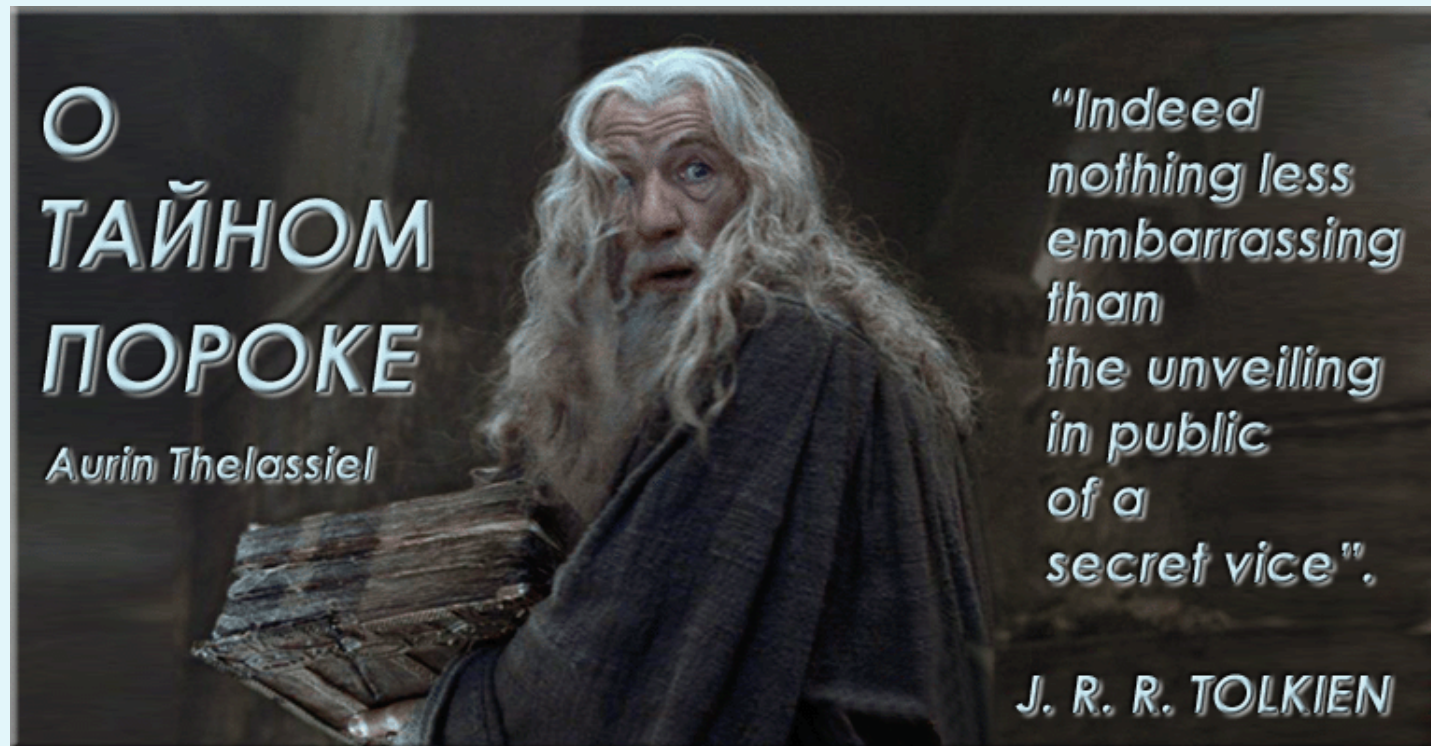 О
ТАЙНОМ
ПОРОКЕ
Aurin Thelassiel
“Indeed
nothing less
embarrassing
than
the unveiling
in public
of a
secret vice”.
J. R. R. TOLKIEN